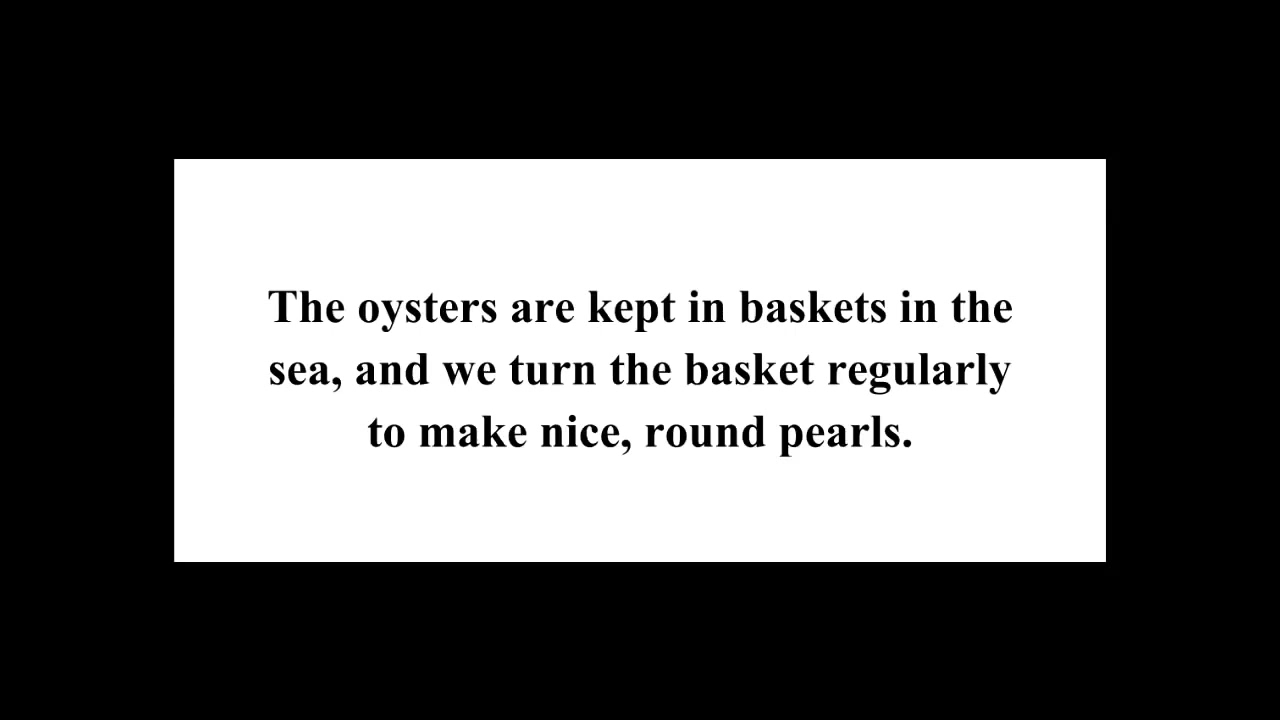 The oysters are kept in baskets in the
sea, and we turn the basket regularly
to make nice, round pearls.